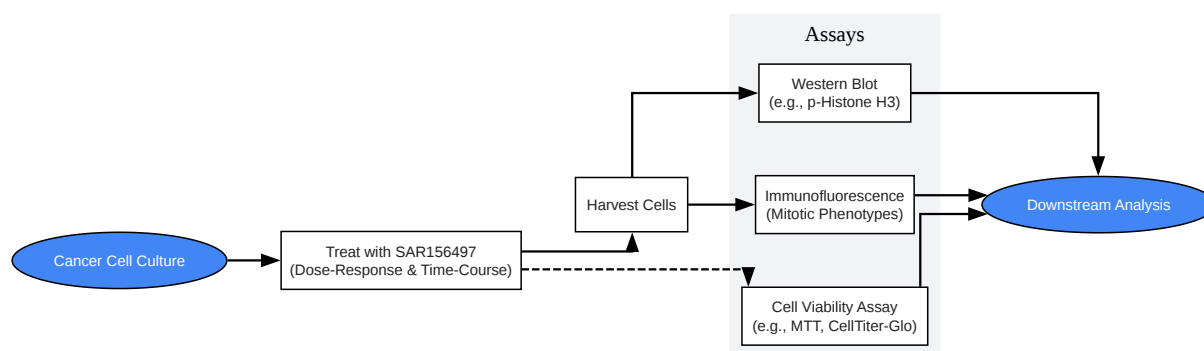 Assays
Western Blot
(e.g., p-Histone H3)
Harvest Cells
Immunofluorescence
(Mitotic Phenotypes)
Downstream Analysis
Cancer Cell Culture
Treat with SAR156497
(Dose-Response & Time-Course)
Cell Viability Assay
(e.g., MTT, CellTiter-Glo)